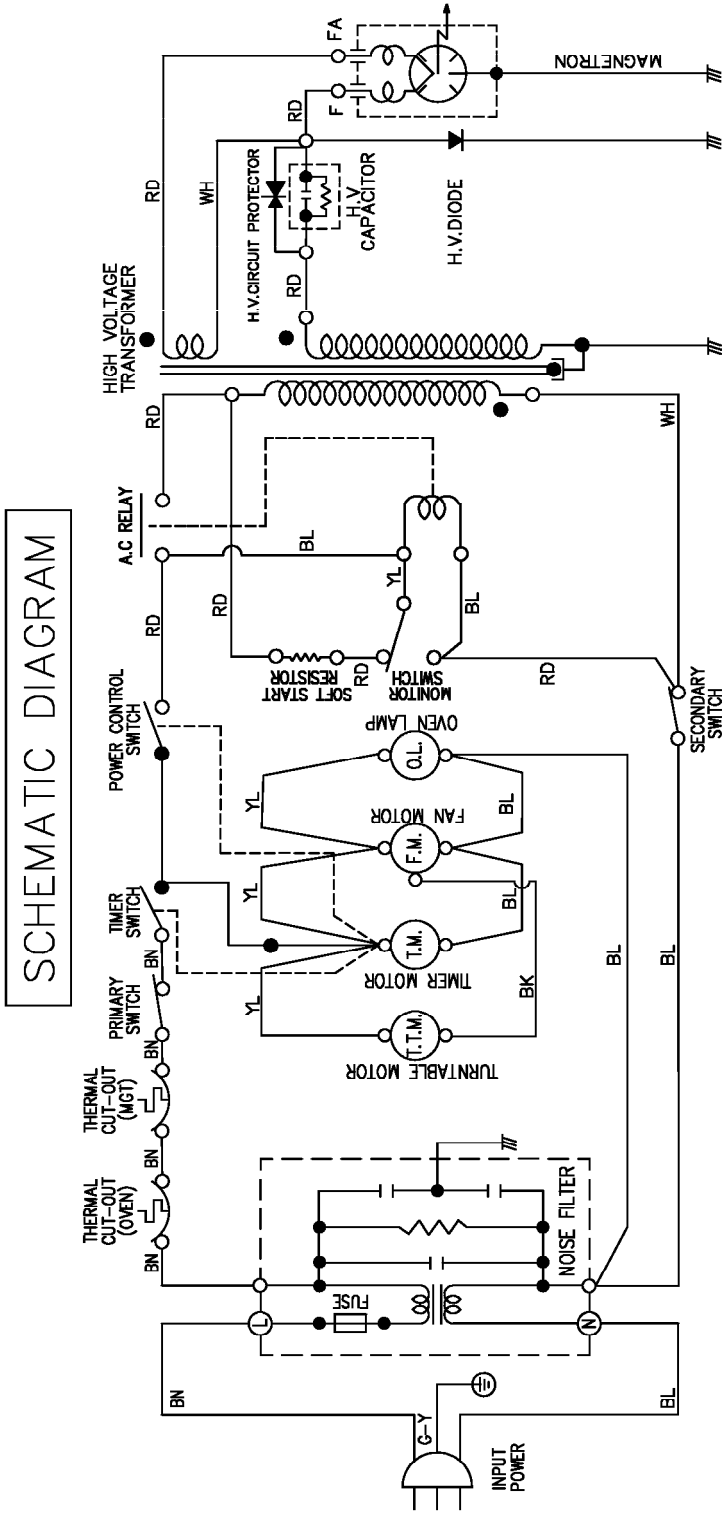 SCHEMATIC DIAGRAM
THERMAL
CUT-OUT
(OVEN)
THERMAL
CUT-OUT
(MGT)
PRIMARY
SWITCH
TIMER
SWITCH
POWER CONTROL
SWITCH
A.C RELAY
HIGH VOLTAGE
TRANSFORMER
BN
BN
BN
BN
BN
RD
RD
RD
WH
FA
F
RD
H.V.CIRCUIT PROTECTOR
H.V.
CAPACITOR
RD
H.V.DIODE
MAGNETRON
RD
BL
SOFT START
RESISTOR
RD
MONITOR
SWITCH
YL
BL
RD
WH
SECONDARY
SWITCH
YL
YL
YL
OVEN LAMP
O.L.
FAN MOTOR
F.M.
TIMER MOTOR
T.M.
TURNTABLE MOTOR
T.T.M.
BL
BL
BK
BL
BL
L
FUSE
NOISE FILTER
N
G-Y
INPUT
POWER
BL